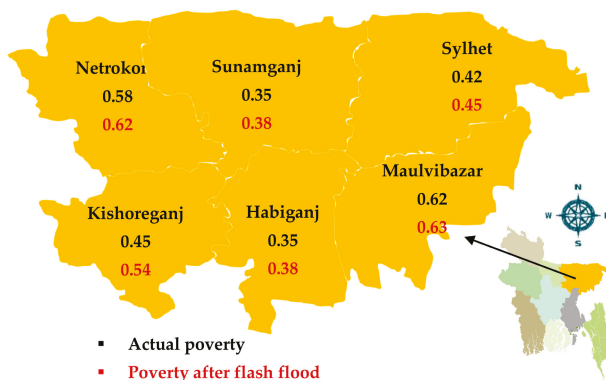 Netrokon
0.58
0.62
Sunamganj
0.35
0.38
Sylhet
0.42
0.45
Kishoreganj
0.45
0.54
Habiganj
0.35
0.38
Maulvibazar
0.62
0.63
N
W
S
▪ Actual poverty
▪ Poverty after flash flood